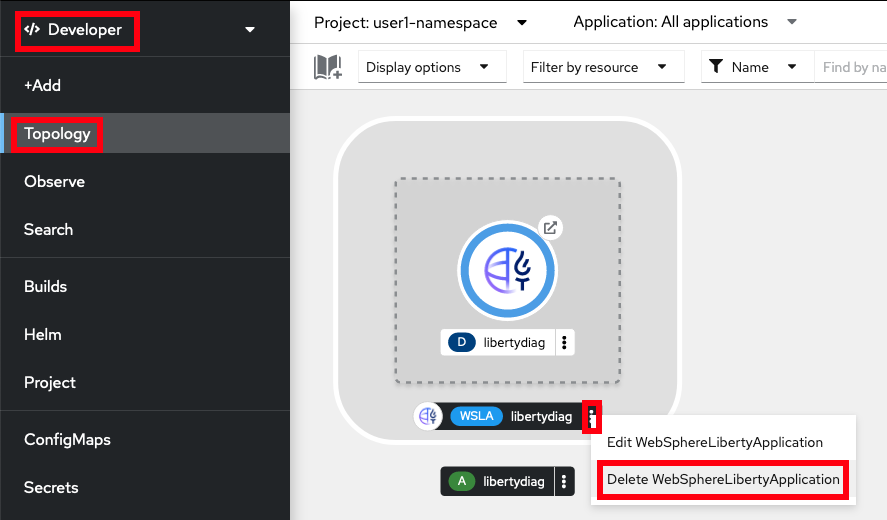 </> Developer
Project: user1-namespace
Application: All applications
Display options
Filter by resource
Name
Find by na
+Add
Topology
Observe
Search
Builds
Helm
Project
ConfigMaps
Secrets
D libertydiag
WSLA libertydiag
Edit WebSphereLibertyApplication
Delete WebSphereLibertyApplication
A libertydiag